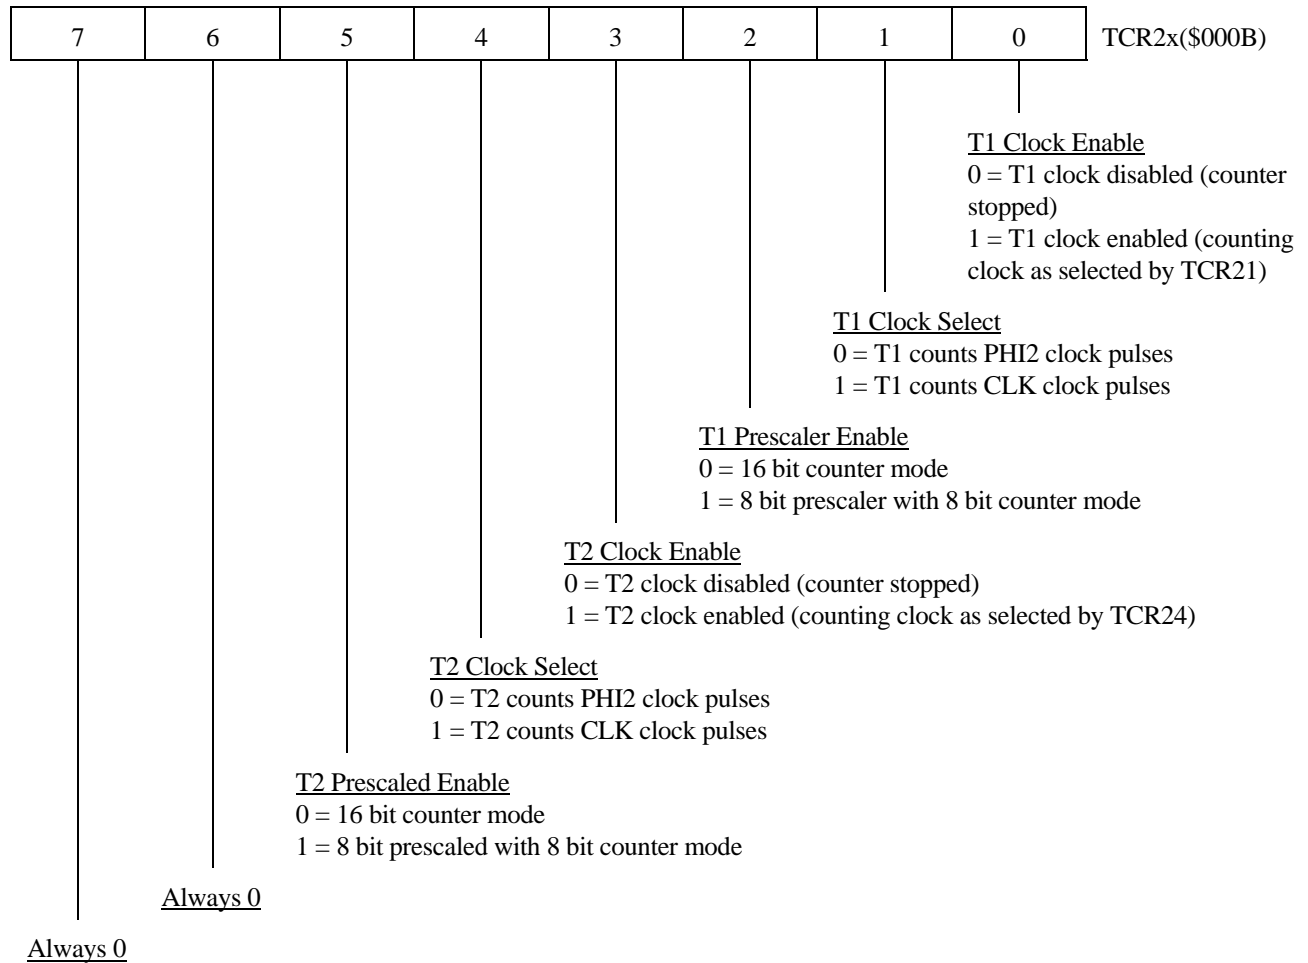 7 6 5 4 3 2 1 0 TCR2x($000B)
T1 Clock Enable
0 = T1 clock disabled (counter
stopped)
1 = T1 clock enabled (counting
clock as selected by TCR21)
T1 Clock Select
0 = T1 counts PHI2 clock pulses
1 = T1 counts CLK clock pulses
T1 Prescaler Enable
0 = 16 bit counter mode
1 = 8 bit prescaler with 8 bit counter mode
T2 Clock Enable
0 = T2 clock disabled (counter stopped)
1 = T2 clock enabled (counting clock as selected by TCR24)
T2 Clock Select
0 = T2 counts PHI2 clock pulses
1 = T2 counts CLK clock pulses
T2 Prescaled Enable
0 = 16 bit counter mode
1 = 8 bit prescaled with 8 bit counter mode
Always 0
Always 0